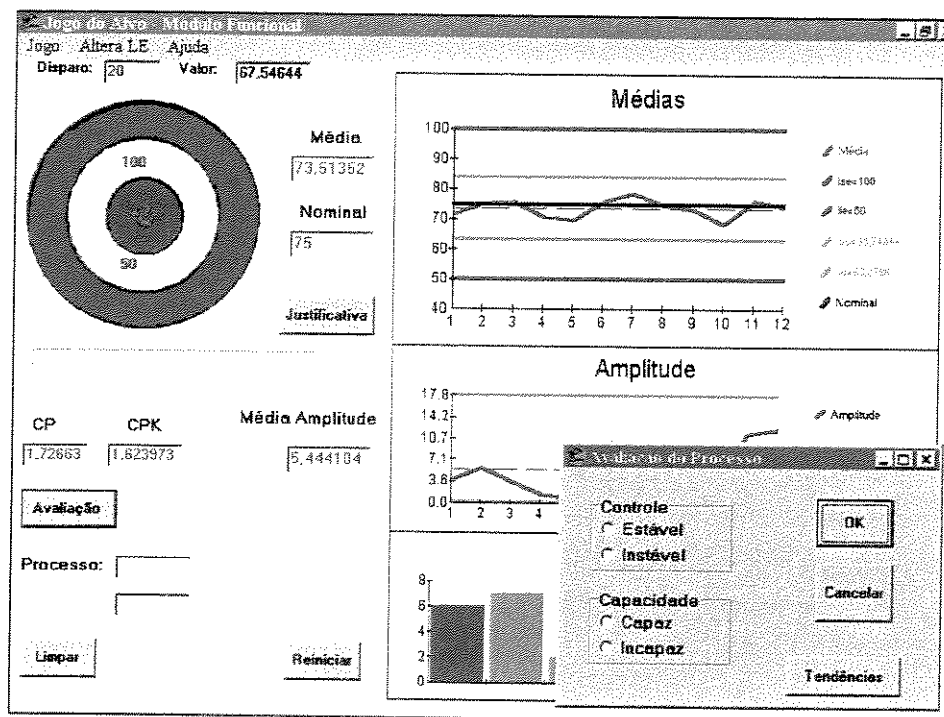 Jogo do Alvo - Módulo Funcional
Jogo Altera LE Ajuda
Disparo: 20 Valor: 67,54644
100
50
Média
73,51352
Nominal
75
Justificativa
CP CPK
1,72663 1,623973
Média Amplitude
5,444104
Avaliação
Processo:
Limpar
Reiniciar
Médias
100
90
80
70
60
50
40
1 2 3 4 5 6 7 8 9 10 11 12
Média
lse=100
lie=50
Nominal
Amplitude
17.8
14.2
10.7
7.1
3.6
0.0
1 2 3 4
Amplitude
8
6
4
2
0
Avaliação do Processo
Controle
Estável
Instável
Capacidade
Capaz
Incapaz
OK
Cancelar
Tendências